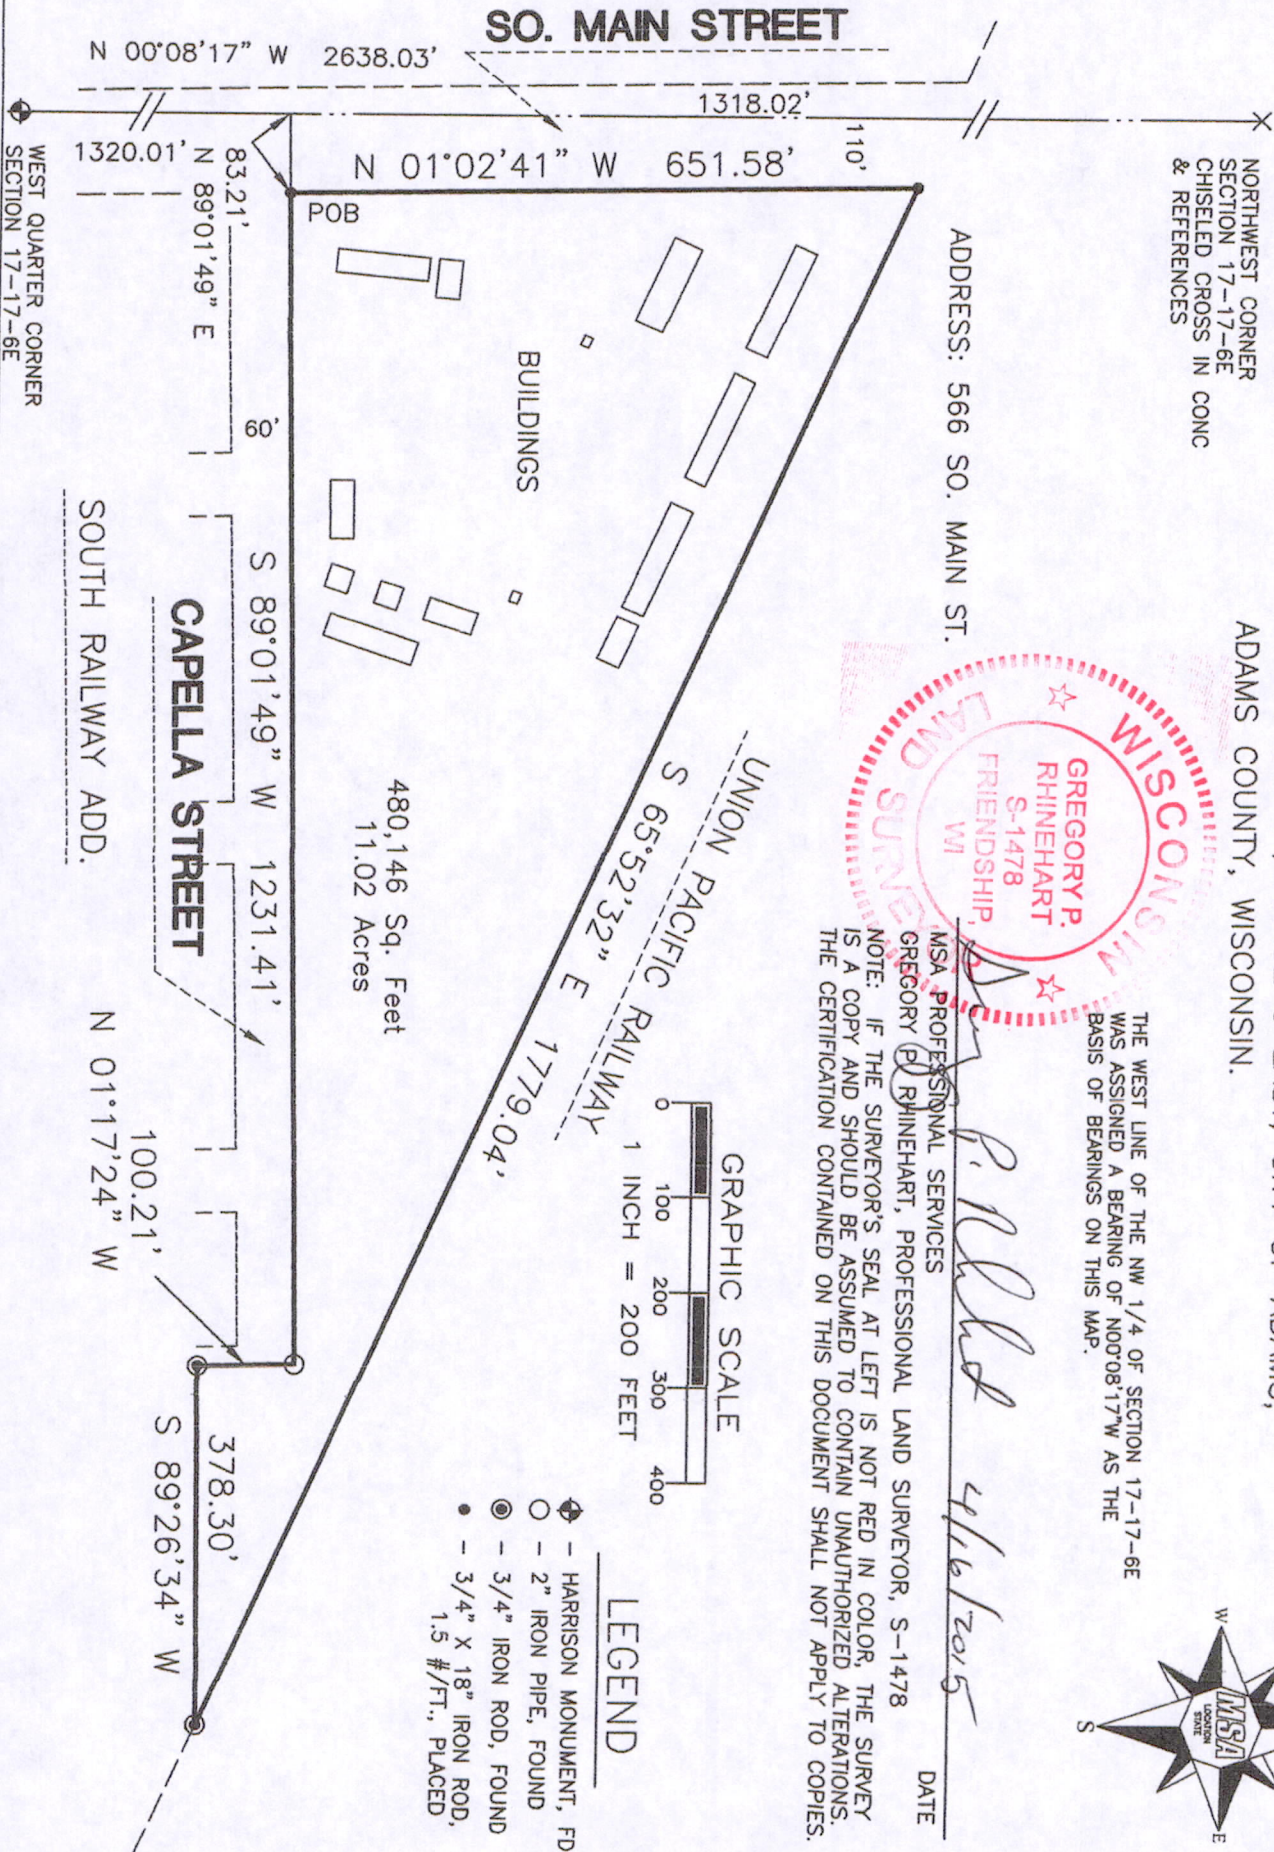 ADAMS COUNTY, WISCONSIN.
NORTHWEST CORNER
SECTION 17-17-6E
CHISELED CROSS IN CONC
& REFERENCES
THE WEST LINE OF THE NW 1/4 OF SECTION 17-17-6E
WAS ASSIGNED A BEARING OF N00°08'17"W AS THE
BASIS OF BEARINGS ON THIS MAP.
W
E
S
MSA
LOCATION
STATE
WISCONSIN
LAND SURVEYOR
GREGORY P.
RHINEHART
S-1478
FRIENDSHIP,
WI
4/16/2015
MSA PROFESSIONAL SERVICES
GREGORY P. RHINEHART, PROFESSIONAL LAND SURVEYOR, S-1478
DATE
NOTE: IF THE SURVEYOR'S SEAL AT LEFT IS NOT RED IN COLOR, THE SURVEY
IS A COPY AND SHOULD BE ASSUMED TO CONTAIN UNAUTHORIZED ALTERATIONS.
THE CERTIFICATION CONTAINED ON THIS DOCUMENT SHALL NOT APPLY TO COPIES.
ADDRESS: 566 SO. MAIN ST.
SO. MAIN STREET
N 00°08'17" W 2638.03'
1318.02'
110'
N 01°02'41" W 651.58'
POB
1320.01'
83.21'
N 89°01'49" E
WEST QUARTER CORNER
SECTION 17-17-6E
BUILDINGS
UNION PACIFIC RAILWAY
S 65°52'32" E 1779.04'
480,146 Sq. Feet
11.02 Acres
GRAPHIC SCALE
0 100 200 300 400
1 INCH = 200 FEET
LEGEND
- HARRISON MONUMENT, FD
- 2" IRON PIPE, FOUND
- 3/4" IRON ROD, FOUND
- 3/4" X 18" IRON ROD,
1.5 #/FT., PLACED
S 89°01'49" W 1231.41'
CAPELLA STREET
SOUTH RAILWAY ADD.
100.21'
N 01°17'24" W
378.30'
S 89°26'34" W